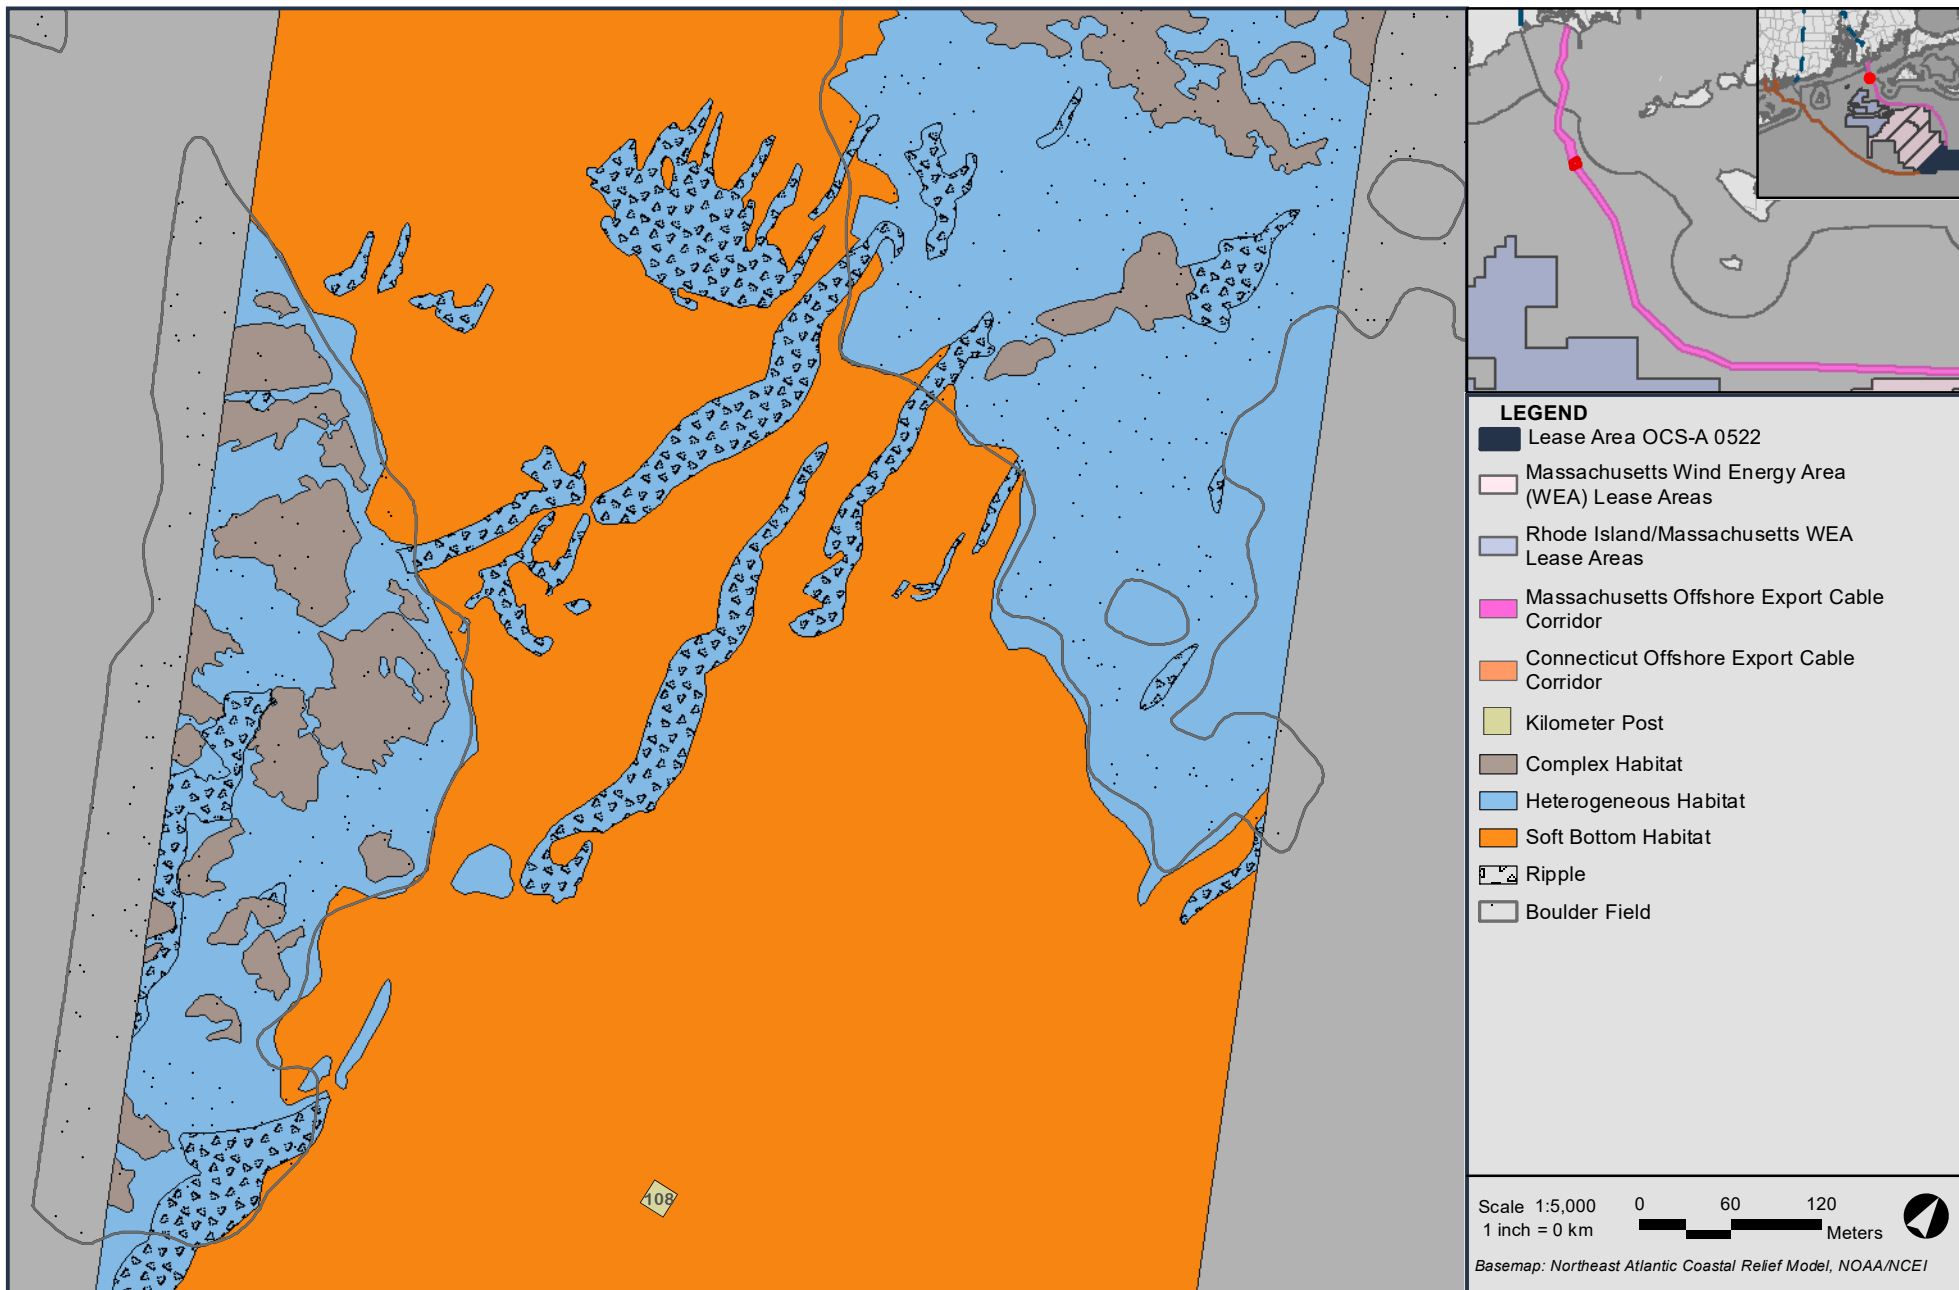 108
LEGEND
Lease Area OCS-A 0522
Massachusetts Wind Energy Area
(WEA) Lease Areas
Rhode Island/Massachusetts WEA
Lease Areas
Massachusetts Offshore Export Cable
Corridor
Connecticut Offshore Export Cable
Corridor
Kilometer Post
Complex Habitat
Heterogeneous Habitat
Soft Bottom Habitat
Ripple
Boulder Field
Scale 1:5,000
1 inch = 0 km
0 60 120
Meters
Basemap: Northeast Atlantic Coastal Relief Model, NOAA/NCEI